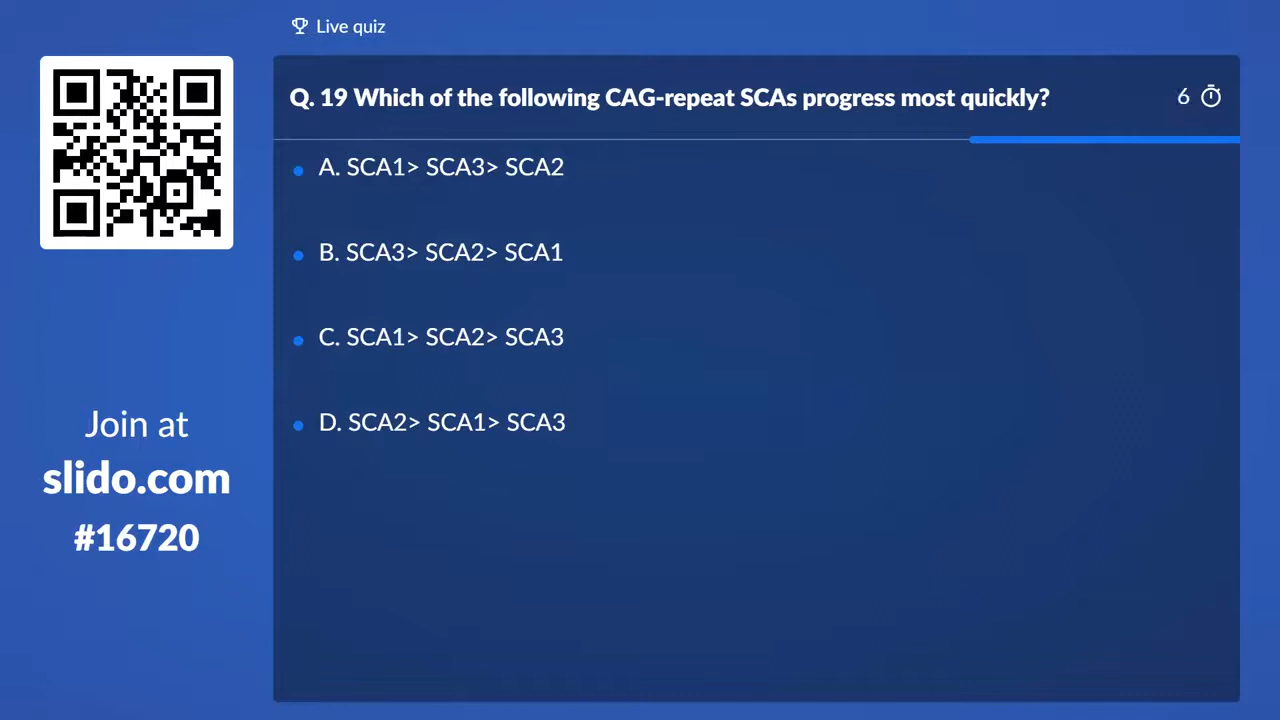 Live quiz
Q. 19 Which of the following CAG-repeat SCAs progress most quickly?
6
A. SCA1> SCA3> SCA2
B. SCA3> SCA2> SCA1
C. SCA1> SCA2> SCA3
D. SCA2> SCA1> SCA3
Join at
slido.com
#16720